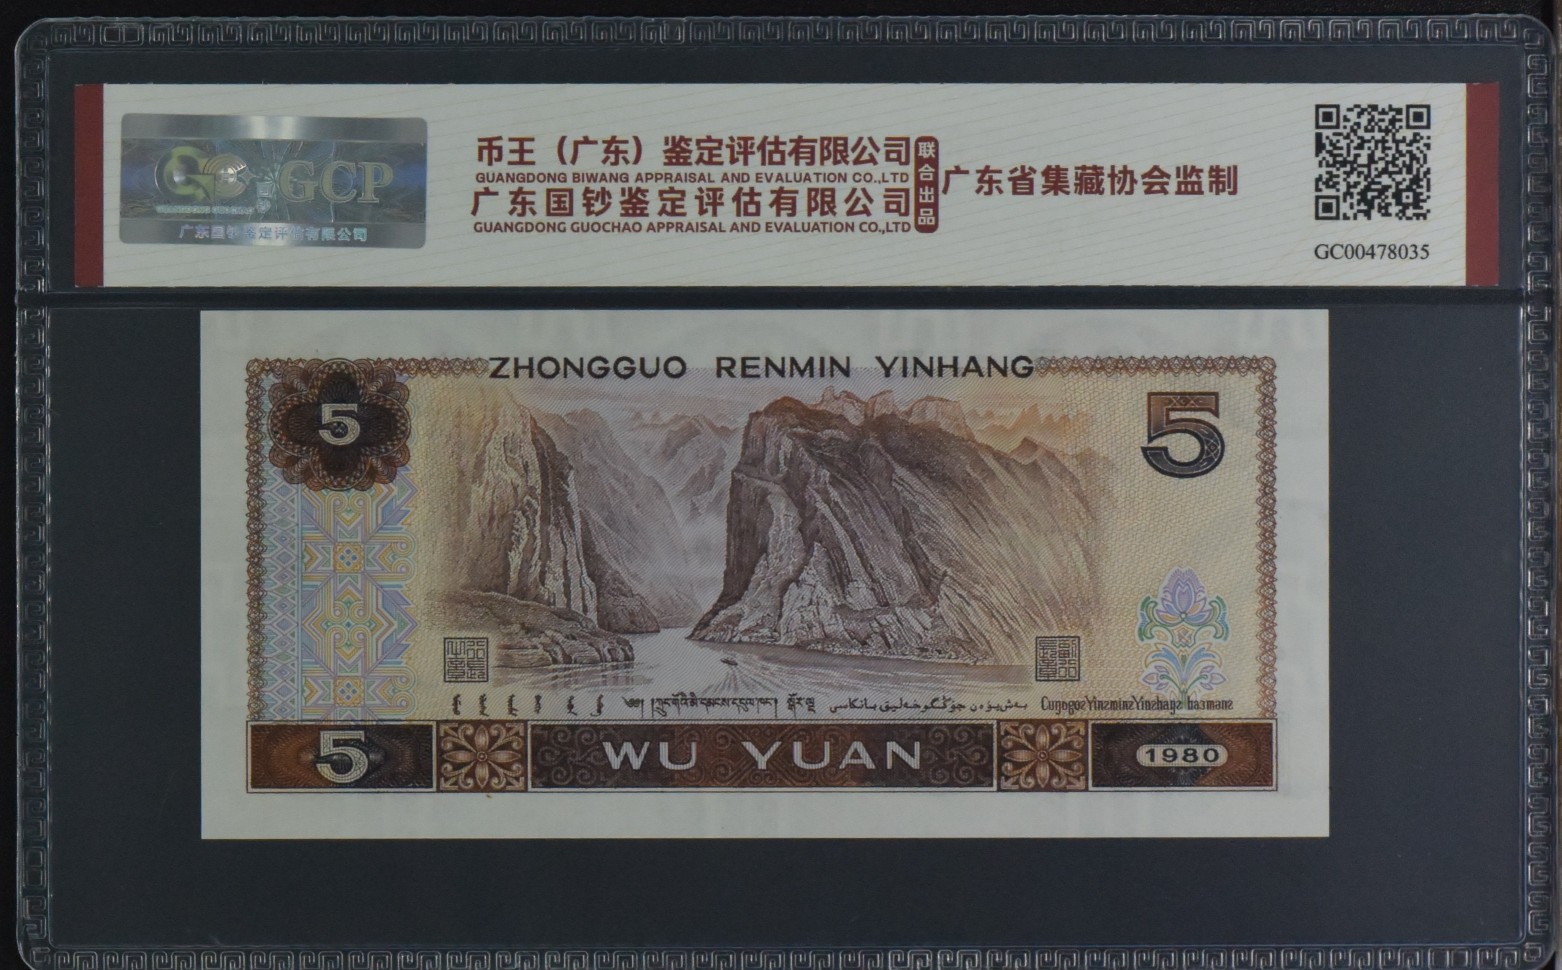 GCP
广东国钞鉴定评估有限公司
币王（广东）鉴定评估有限公司
GUANGDONG BIWANG APPRAISAL AND EVALUATION CO.,LTD
广东国钞鉴定评估有限公司
GUANGDONG GUOCHAO APPRAISAL AND EVALUATION CO.,LTD
联合出品
广东省集藏协会监制
GC00478035
ZHONGGUO RENMIN YINHANG
5
5
Cungoƨ Yinzminz Yinzhangz haƽmanz
5
WU YUAN
1980